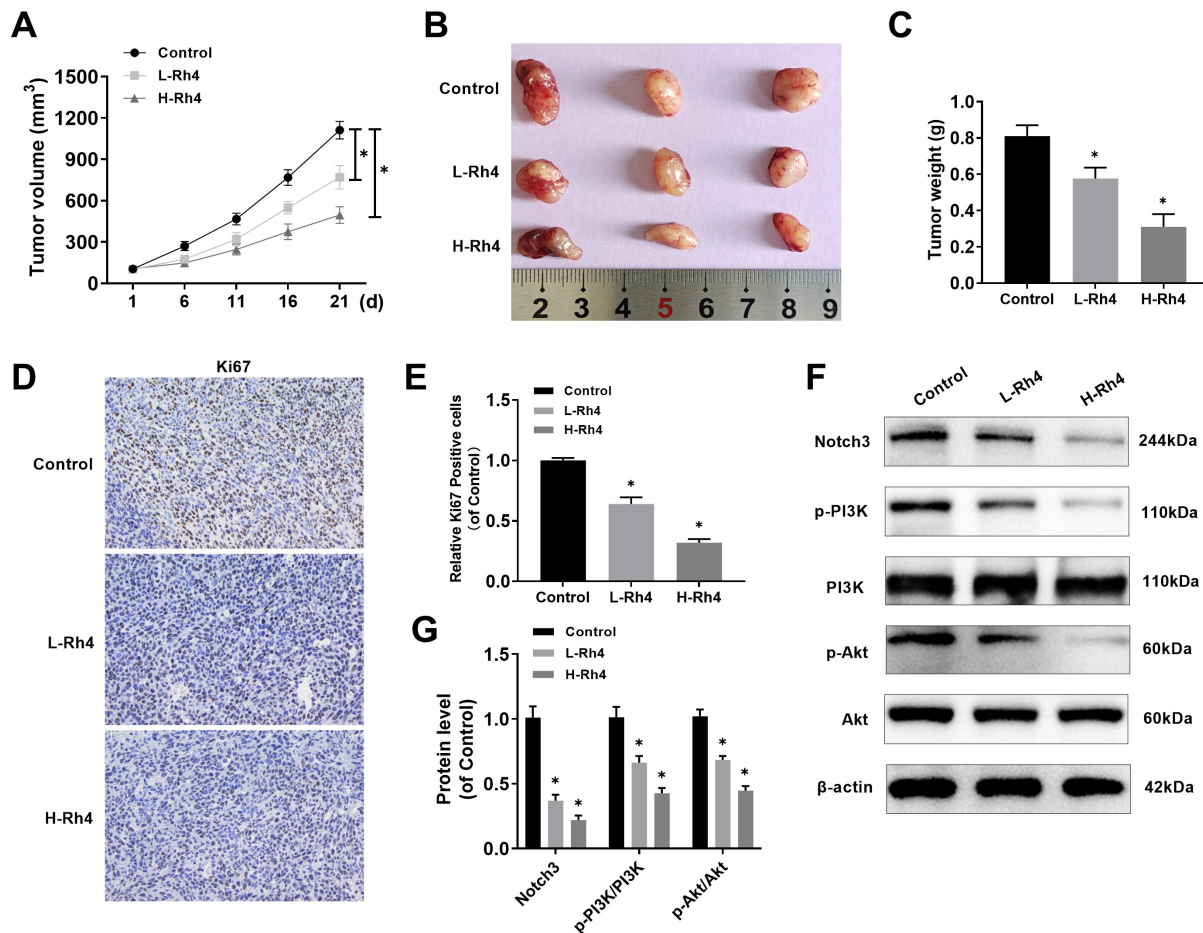 A
Control
L-Rh4
H-Rh4
Tumor volume (mm³)
1500
1200
900
600
300
0
1 6 11 16 21 (d)
*
*
B
Control
L-Rh4
H-Rh4
2 3 4 5 6 7 8 9
C
Tumor weight (g)
0.8
0.6
0.4
0.2
0.0
*
*
Control L-Rh4 H-Rh4
D
Ki67
Control
L-Rh4
H-Rh4
E
Control
L-Rh4
H-Rh4
Relative Ki67 Positive cells
(of Control)
1.5
1.0
0.5
0.0
*
*
Control L-Rh4 H-Rh4
F
Control L-Rh4 H-Rh4
Notch3 244kDa
p-PI3K 110kDa
PI3K 110kDa
p-Akt 60kDa
Akt 60kDa
β-actin 42kDa
G
Control
L-Rh4
H-Rh4
Protein level
(of Control)
1.5
1.0
0.5
0.0
* * * * * *
Notch3 p-PI3K/PI3K p-Akt/Akt